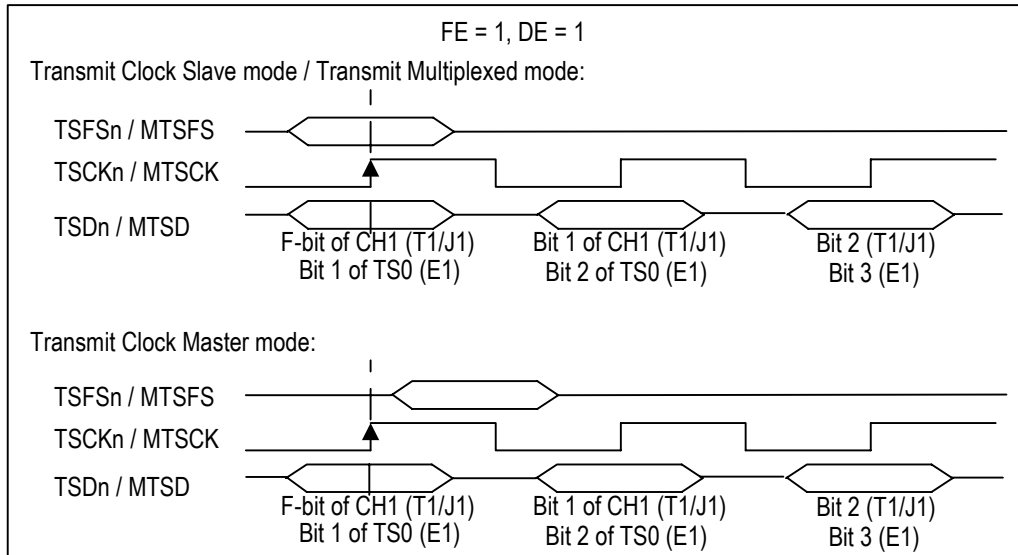 FE = 1, DE = 1
Transmit Clock Slave mode / Transmit Multiplexed mode:
TSFSn / MTSFS
TSCKn / MTSCK
TSDn / MTSD
F-bit of CH1 (T1/J1)
Bit 1 of TS0 (E1)
Bit 1 of CH1 (T1/J1)
Bit 2 of TS0 (E1)
Bit 2 (T1/J1)
Bit 3 (E1)
Transmit Clock Master mode:
TSFSn / MTSFS
TSCKn / MTSCK
TSDn / MTSD
F-bit of CH1 (T1/J1)
Bit 1 of TS0 (E1)
Bit 1 of CH1 (T1/J1)
Bit 2 of TS0 (E1)
Bit 2 (T1/J1)
Bit 3 (E1)